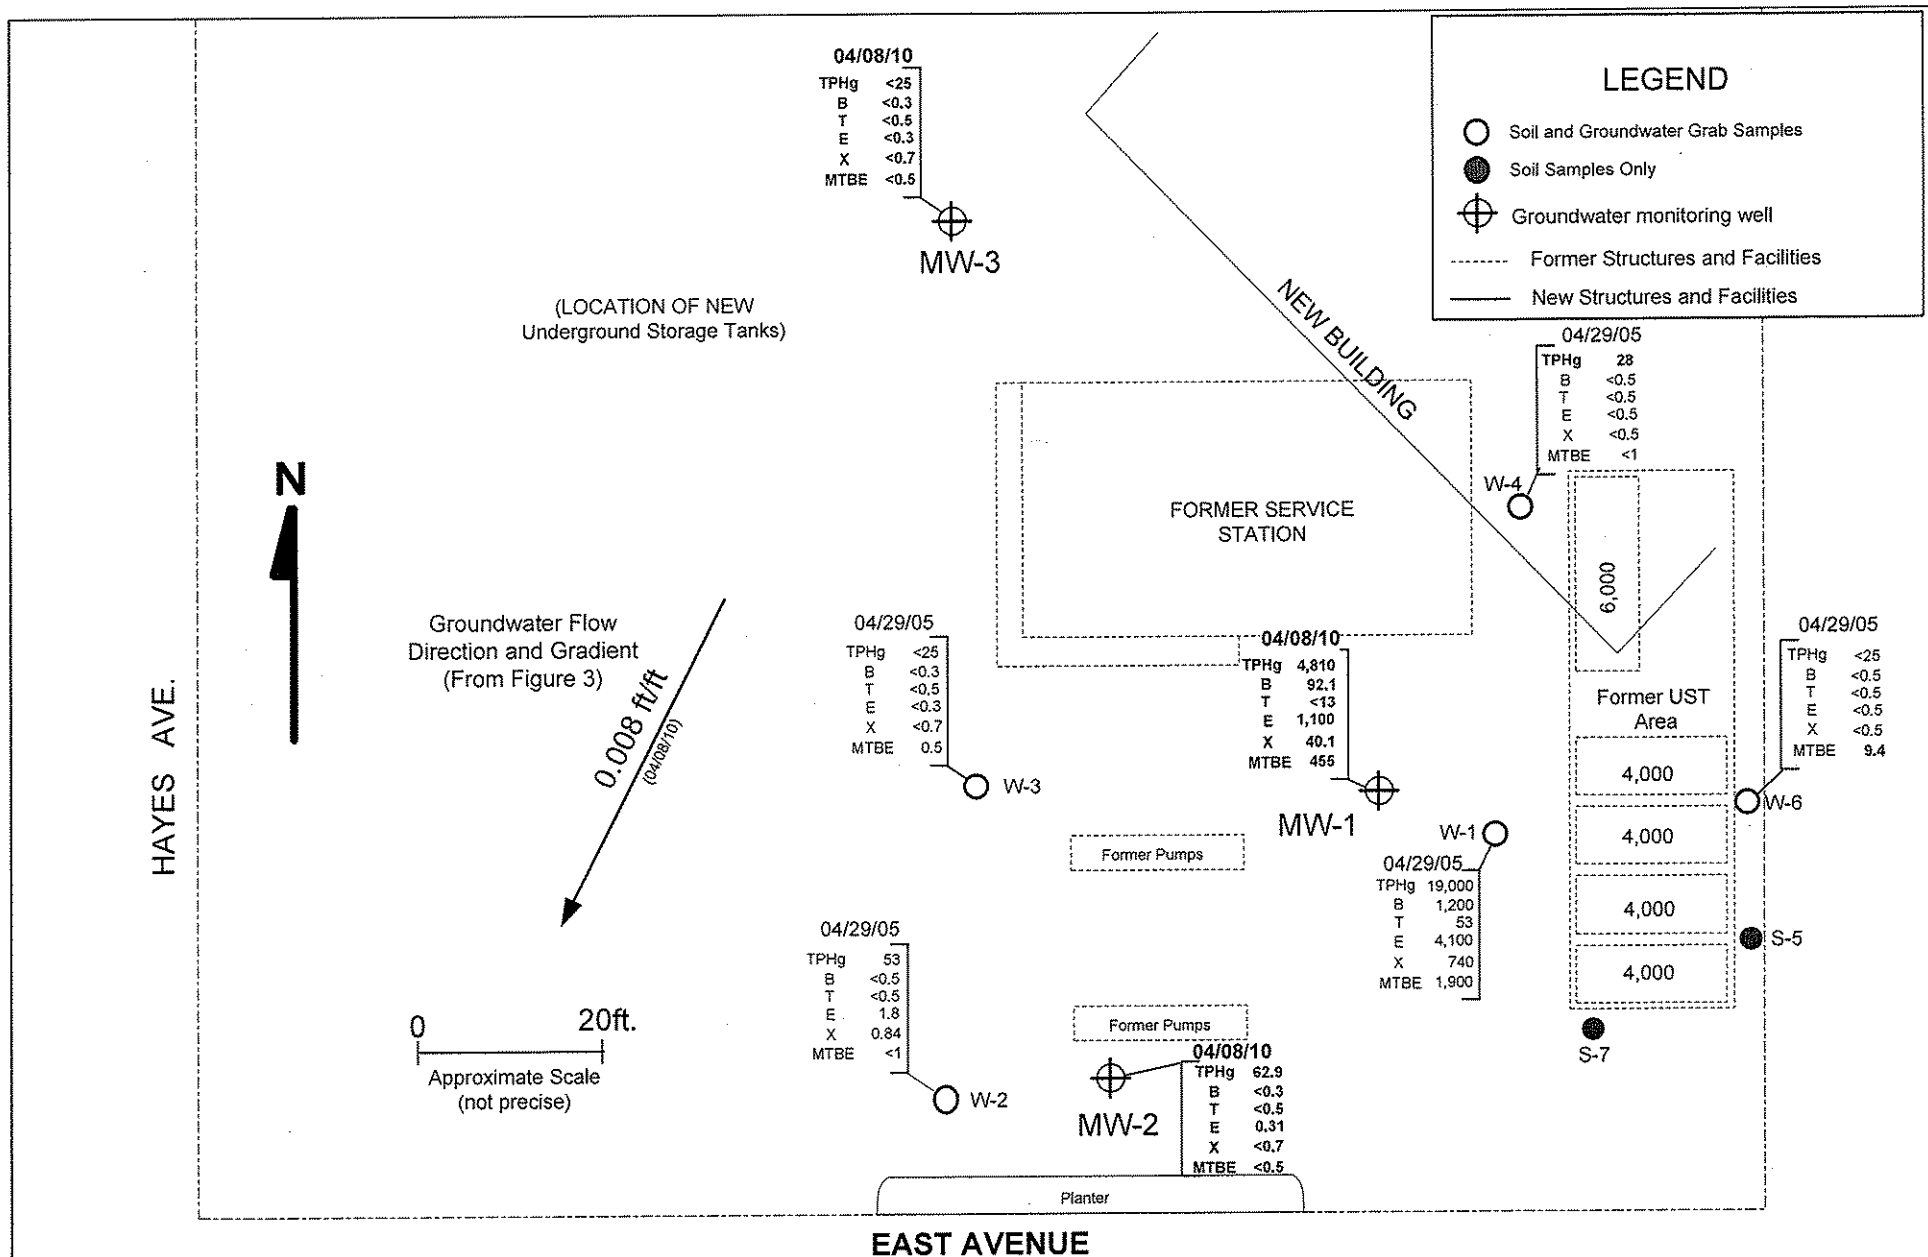 04/08/10
TPHg <25
B <0.3
T <0.5
E <0.3
X <0.7
MTBE <0.5
MW-3
LEGEND
Soil and Groundwater Grab Samples
Soil Samples Only
Groundwater monitoring well
Former Structures and Facilities
New Structures and Facilities
(LOCATION OF NEW
Underground Storage Tanks)
NEW BUILDING
04/29/05
TPHg 28
B <0.5
T <0.5
E <0.5
X <0.5
MTBE <1
W-4
N
FORMER SERVICE
STATION
6,000
Groundwater Flow
Direction and Gradient
(From Figure 3)
0.008 ft/ft
(04/08/10)
HAYES AVE.
04/29/05
TPHg <25
B <0.3
T <0.5
E <0.3
X <0.7
MTBE 0.5
W-3
04/08/10
TPHg 4,810
B 92.1
T <13
E 1,100
X 40.1
MTBE 455
MW-1
Former UST
Area
4,000
4,000
4,000
4,000
04/29/05
TPHg <25
B <0.5
T <0.5
E <0.5
X <0.5
MTBE 9.4
W-6
W-1
04/29/05
TPHg 19,000
B 1,200
T 53
E 4,100
X 740
MTBE 1,900
Former Pumps
S-5
S-7
04/29/05
TPHg 53
B <0.5
T <0.5
E 1.8
X 0.84
MTBE <1
W-2
0 20ft.
Approximate Scale
(not precise)
Former Pumps
04/08/10
TPHg 62.9
B <0.3
T <0.5
E 0.31
X <0.7
MTBE <0.5
MW-2
Planter
EAST AVENUE